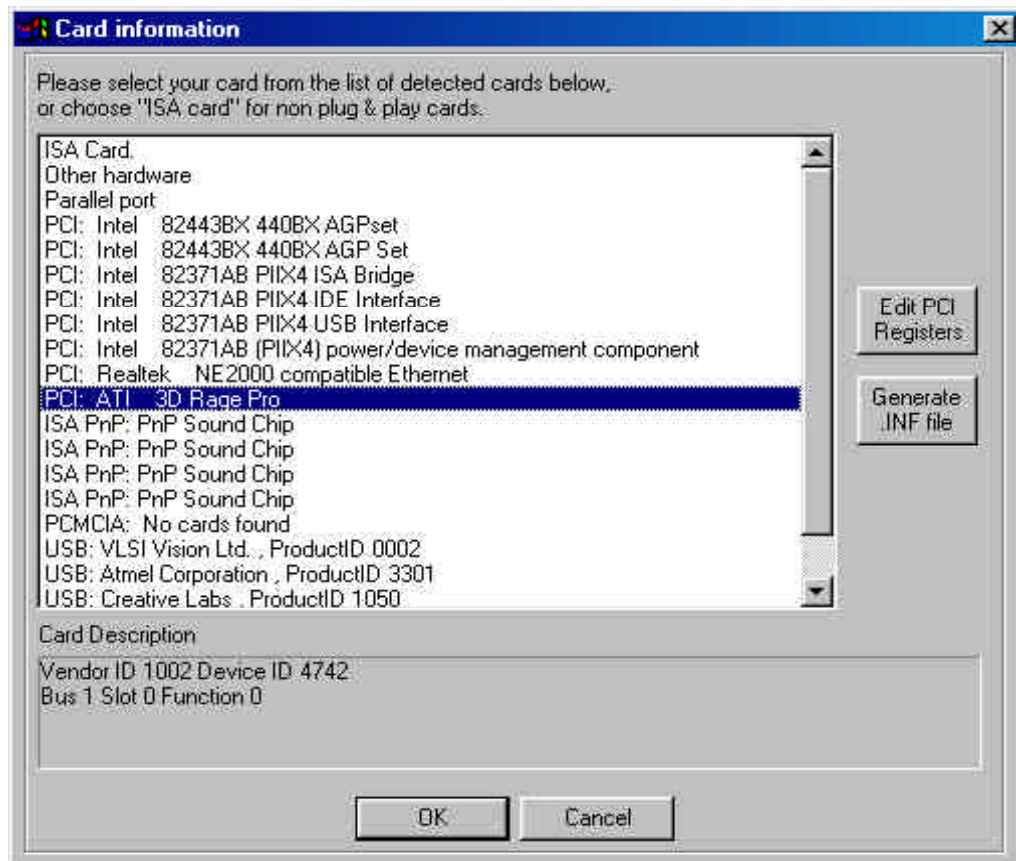 Card information
Please select your card from the list of detected cards below,
or choose "ISA card" for non plug & play cards.
ISA Card.
Other hardware
Parallel port
PCI: Intel 82443BX 440BX AGPset
PCI: Intel 82443BX 440BX AGP Set
PCI: Intel 82371AB PIIX4 ISA Bridge
PCI: Intel 82371AB PIIX4 IDE Interface
PCI: Intel 82371AB PIIX4 USB Interface
PCI: Intel 82371AB (PIIX4) power/device management component
PCI: Realtek NE2000 compatible Ethernet
PCI: ATI 3D Rage Pro
ISA PnP: PnP Sound Chip
ISA PnP: PnP Sound Chip
ISA PnP: PnP Sound Chip
ISA PnP: PnP Sound Chip
PCMCIA: No cards found
USB: VLSI Vision Ltd. , ProductID 0002
USB: Atmel Corporation , ProductID 3301
USB: Creative Labs , ProductID 1050
Edit PCI
Registers
Generate
.INF file
Card Description
Vendor ID 1002 Device ID 4742
Bus 1 Slot 0 Function 0
OK
Cancel